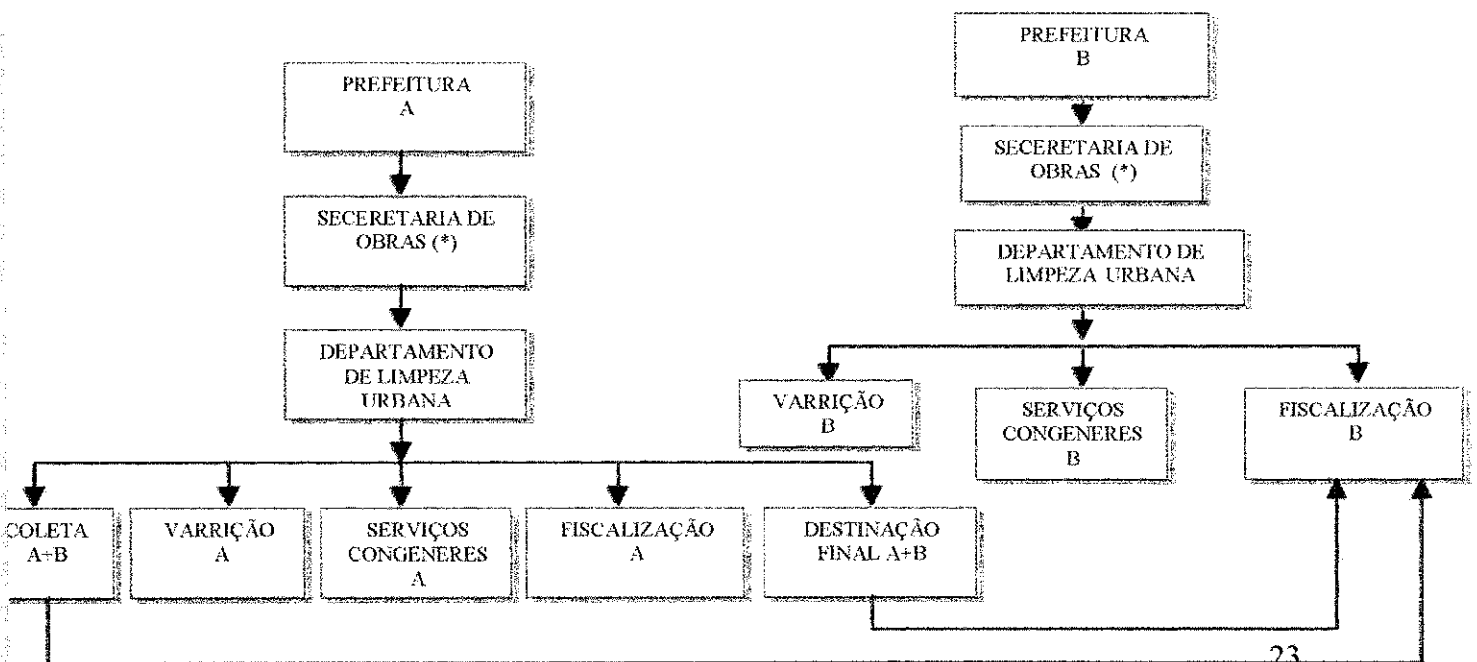 PREFEITURA
A
SECERETARIA DE
OBRAS (*)
DEPARTAMENTO
DE LIMPEZA
URBANA
COLETA
A+B
VARRIÇÃO
A
SERVIÇOS
CONGENERES
A
FISCALIZAÇÃO
A
DESTINAÇÃO
FINAL A+B
PREFEITURA
B
SECERETARIA DE
OBRAS (*)
DEPARTAMENTO DE
LIMPEZA URBANA
VARRIÇÃO
B
SERVIÇOS
CONGENERES
B
FISCALIZAÇÃO
B
23